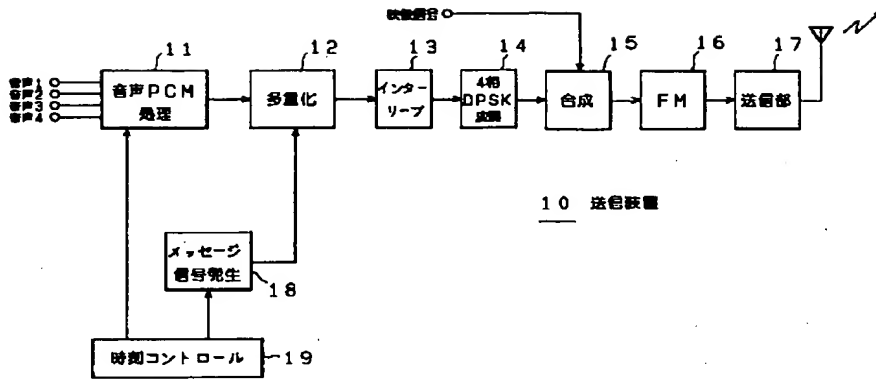 映像信号
11
12
13
14
15
16
17
音声1
音声2
音声3
音声4
音声PCM
処理
多重化
インター
リーブ
4相
DPSK
変調
合成
FM
送信部
10 送信装置
メッセージ
信号発生
18
時刻コントロール
19